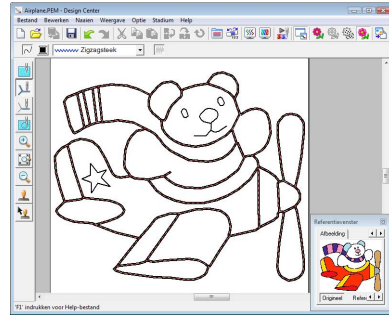 Airplane.PEM - Design Center
Bestand Bewerken Naaien Weergave Optie Stadium Help
Zigzagsteek
Referentievenster
Afbeelding
Origineel Refere
'F1' indrukken voor Help-bestand